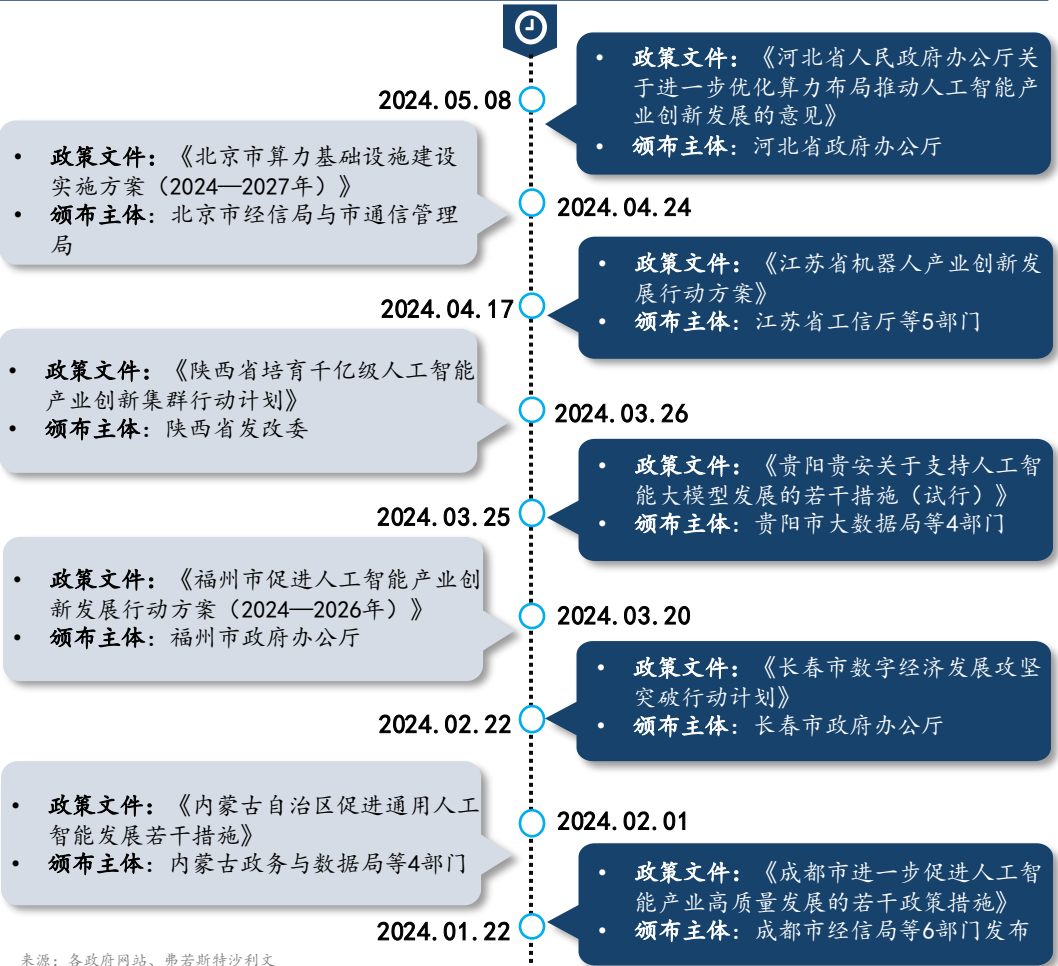 2024.05.08
• 政策文件：《河北省人民政府办公厅关
于进一步优化算力布局推动人工智能产
业创新发展的意见》
• 颁布主体：河北省政府办公厅
2024.04.24
• 政策文件：《北京市算力基础设施建设
实施方案（2024—2027年）》
• 颁布主体：北京市经信局与市通信管理
局
2024.04.17
• 政策文件：《江苏省机器人产业创新发
展行动方案》
• 颁布主体：江苏省工信厅等5部门
2024.03.26
• 政策文件：《陕西省培育千亿级人工智能
产业创新集群行动计划》
• 颁布主体：陕西省发改委
2024.03.25
• 政策文件：《贵阳贵安关于支持人工智
能大模型发展的若干措施（试行）》
• 颁布主体：贵阳市大数据局等4部门
2024.03.20
• 政策文件：《福州市促进人工智能产业创
新发展行动方案（2024—2026年）》
• 颁布主体：福州市政府办公厅
2024.02.22
• 政策文件：《长春市数字经济发展攻坚
突破行动计划》
• 颁布主体：长春市政府办公厅
2024.02.01
• 政策文件：《内蒙古自治区促进通用人工
智能发展若干措施》
• 颁布主体：内蒙古政务与数据局等4部门
2024.01.22
• 政策文件：《成都市进一步促进人工智
能产业高质量发展的若干政策措施》
• 颁布主体：成都市经信局等6部门发布
来源：各政府网站、弗若斯特沙利文